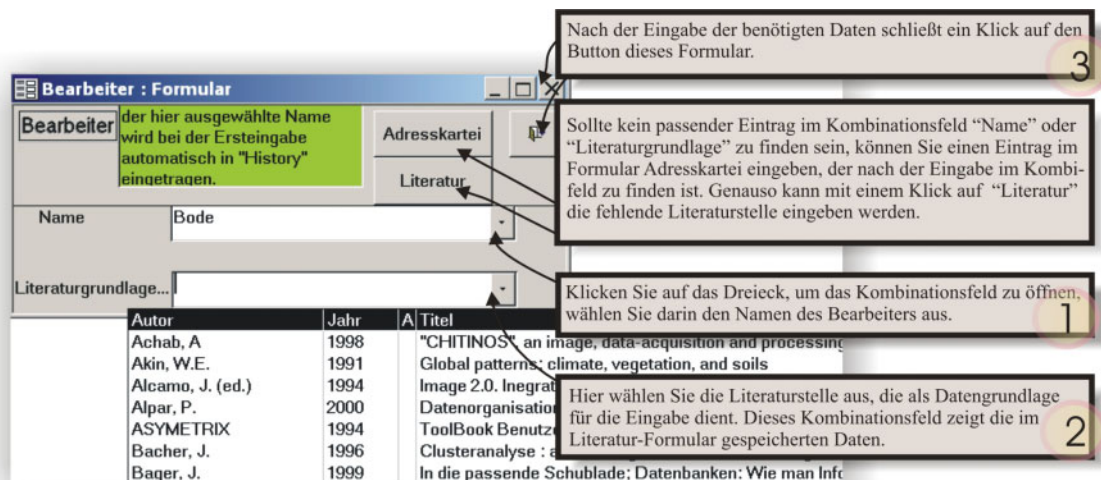 Nach der Eingabe der benötigten Daten schließt ein Klick auf den
Button dieses Formular.
3
Bearbeiter : Formular
Bearbeiter
der hier ausgewählte Name
wird bei der Ersteingabe
automatisch in "History"
eingetragen.
Adresskartei
Literatur
Sollte kein passender Eintrag im Kombinationsfeld “Name” oder
“Literaturgrundlage” zu finden sein, können Sie einen Eintrag im
Formular Adresskartei eingeben, der nach der Eingabe im Kombi-
feld zu finden ist. Genauso kann mit einem Klick auf “Literatur”
die fehlende Literaturstelle eingeben werden.
Name Bode
Literaturgrundlage...
Klicken Sie auf das Dreieck, um das Kombinationsfeld zu öffnen,
wählen Sie darin den Namen des Bearbeiters aus.
1
Autor Jahr A Titel
Achab, A 1998 "CHITINOS", an image, data-acquisition and processing
Akin, W.E. 1991 Global patterns; climate, vegetation, and soils
Alcamo, J. (ed.) 1994 Image 2.0. Inegrat
Alpar, P. 2000 Datenorganisation
ASYMETRIX 1994 ToolBook Benutze
Bacher, J. 1996 Clusteranalyse : a
Bager, J. 1999 In die passende Schublade; Datenbanken: Wie man Info
Hier wählen Sie die Literaturstelle aus, die als Datengrundlage
für die Eingabe dient. Dieses Kombinationsfeld zeigt die im
Literatur-Formular gespeicherten Daten.
2